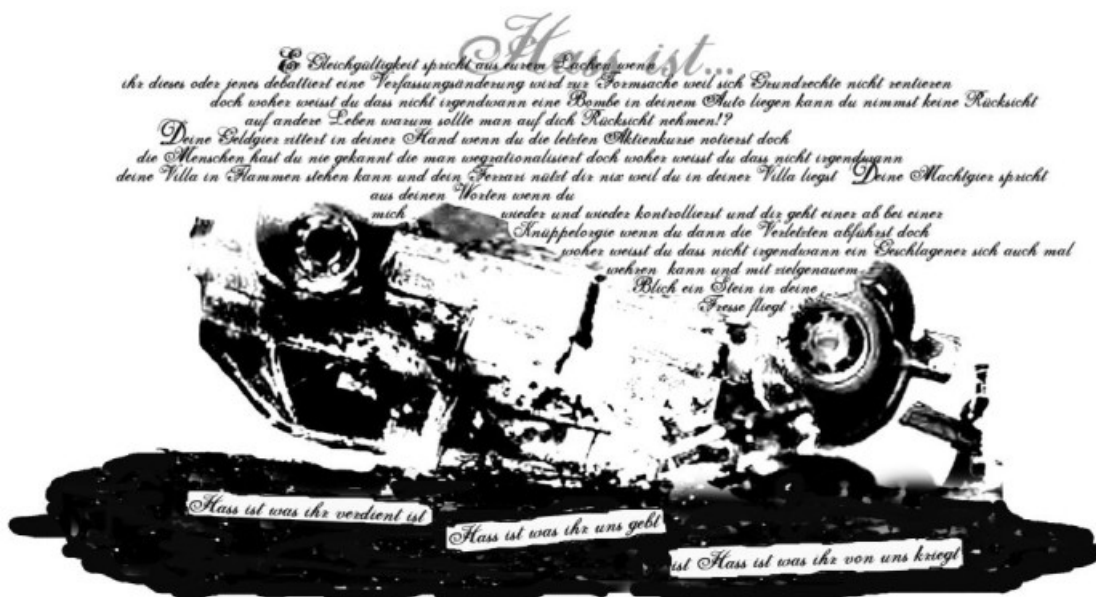 Hass ist...
Es Gleichgültigkeit spricht aus eurem Lachen wenn
ihr dieses oder jenes debattiert eine Verfassungsänderung wird zur Formsache weil sich Grundrechte nicht rentieren
doch woher weisst du dass nicht irgendwann eine Bombe in deinem Auto liegen kann du nimmst keine Rücksicht
auf andere Leben warum sollte man auf dich Rücksicht nehmen!?
Deine Geldgier zittert in deiner Hand wenn du die letzten Aktienkurse notierst doch
die Menschen hast du nie gekannt die man wegrationalisiert doch woher weisst du dass nicht irgendwann
deine Villa in Flammen stehen kann und dein Ferrari nützt dir nix weil du in deiner Villa liegst Deine Machtgier spricht
aus deinen Worten wenn du
mich wieder und wieder kontrollierst und dir geht einer ab bei einer
Knüppelorgie wenn du dann die Verletzten abführst doch
woher weisst du dass nicht irgendwann ein Geschlagener sich auch mal
wehren kann und mit zielgenauem
Blich ein Stein in deine
Fresse fliegt
Hass ist was ihr verdient ist
Hass ist was ihr uns gebt
ist Hass ist was ihr von uns kriegt